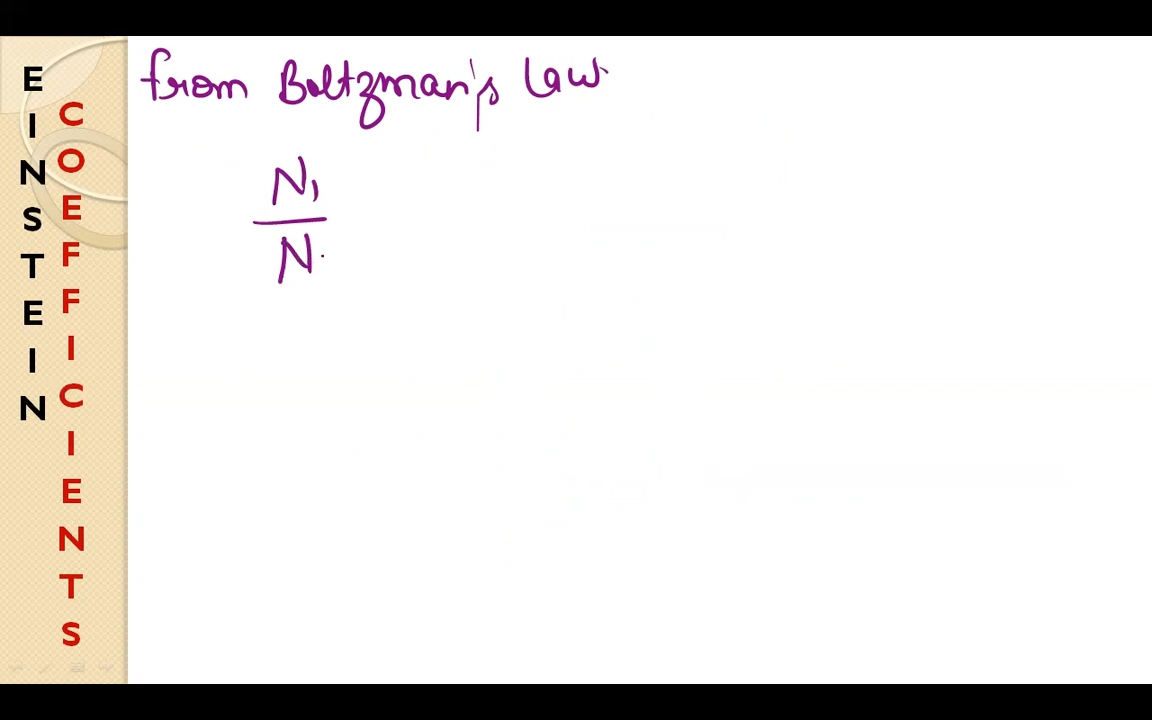 EINSTEIN
COEFFICIENTS
from Boltzman's law
N₁
N